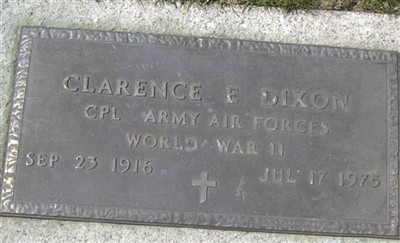 CLARENCE E DIXON
CPL ARMY AIR FORCES
WORLD WAR II
SEP 23 1916 JUL 17 1975